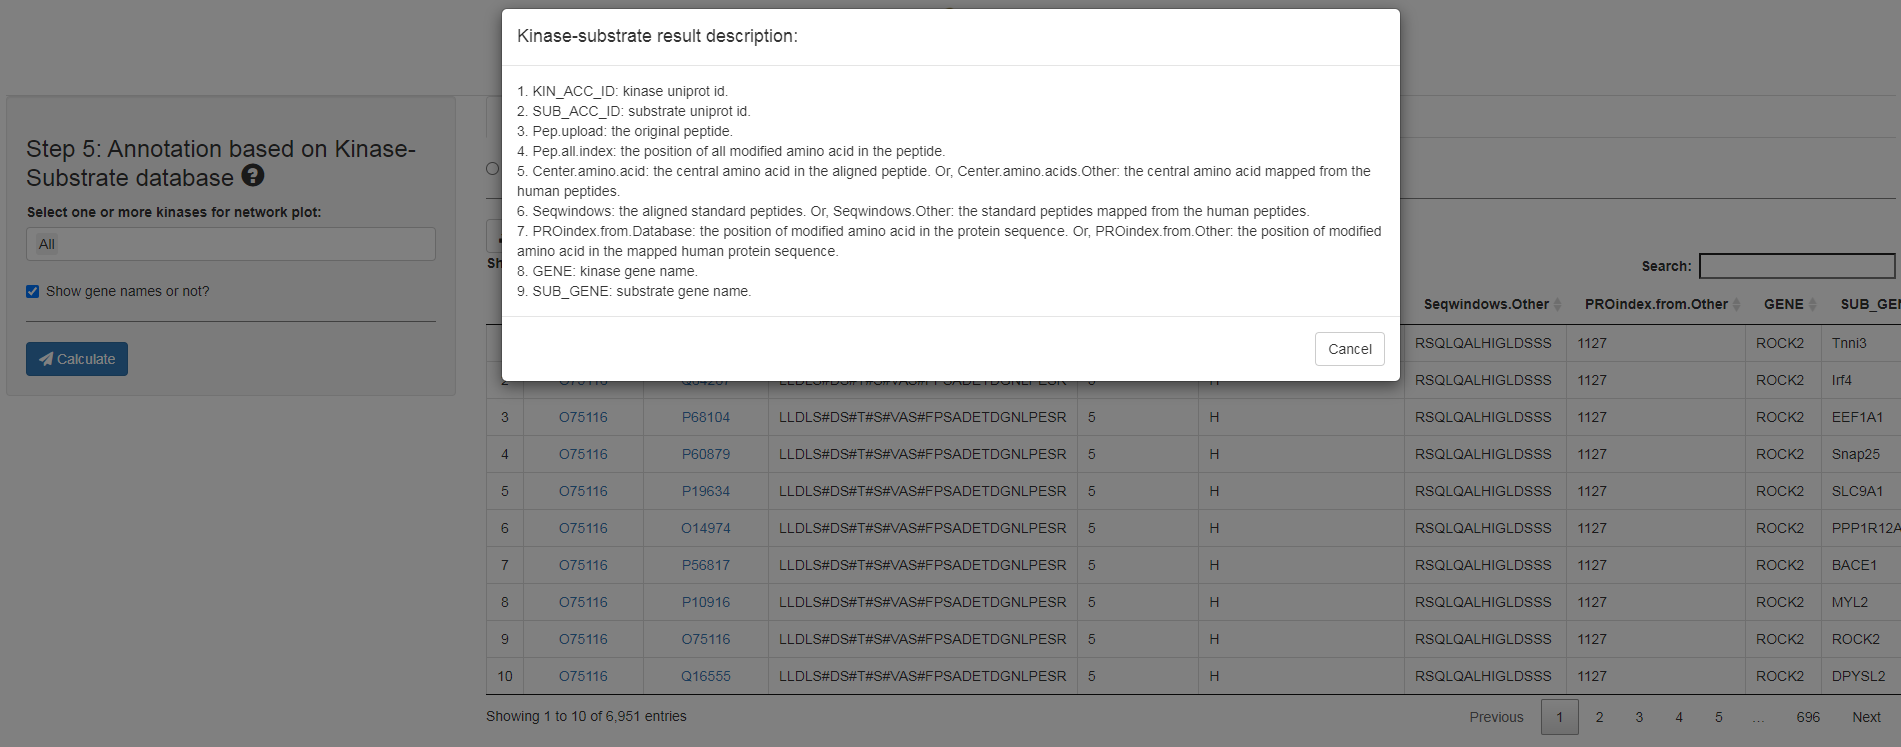 Kinase-substrate result description:
1. KIN_ACC_ID: kinase uniprot id.
2. SUB_ACC_ID: substrate uniprot id.
3. Pep.upload: the original peptide.
4. Pep.all.index: the position of all modified amino acid in the peptide.
5. Center.amino.acid: the central amino acid in the aligned peptide. Or, Center.amino.acids.Other: the central amino acid mapped from the
human peptides.
6. Seqwindows: the aligned standard peptides. Or, Seqwindows.Other: the standard peptides mapped from the human peptides.
7. PROindex.from.Database: the position of modified amino acid in the protein sequence. Or, PROindex.from.Other: the position of modified
amino acid in the mapped human protein sequence.
8. GENE: kinase gene name.
9. SUB_GENE: substrate gene name.
Cancel
Step 5: Annotation based on Kinase-
Substrate database ?
Select one or more kinases for network plot:
All
Show gene names or not?
Calculate
Sh
Search:
Seqwindows.Other PROindex.from.Other GENE SUB_GEN
RSQLQALHIGLDSSS 1127 ROCK2 Tnni3
RSQLQALHIGLDSSS 1127 ROCK2 Irf4
3 O75116 P68104 LLDLS#DS#T#S#VAS#FPSADETDGNLPESR 5 H RSQLQALHIGLDSSS 1127 ROCK2 EEF1A1
4 O75116 P60879 LLDLS#DS#T#S#VAS#FPSADETDGNLPESR 5 H RSQLQALHIGLDSSS 1127 ROCK2 Snap25
5 O75116 P19634 LLDLS#DS#T#S#VAS#FPSADETDGNLPESR 5 H RSQLQALHIGLDSSS 1127 ROCK2 SLC9A1
6 O75116 O14974 LLDLS#DS#T#S#VAS#FPSADETDGNLPESR 5 H RSQLQALHIGLDSSS 1127 ROCK2 PPP1R12A
7 O75116 P56817 LLDLS#DS#T#S#VAS#FPSADETDGNLPESR 5 H RSQLQALHIGLDSSS 1127 ROCK2 BACE1
8 O75116 P10916 LLDLS#DS#T#S#VAS#FPSADETDGNLPESR 5 H RSQLQALHIGLDSSS 1127 ROCK2 MYL2
9 O75116 O75116 LLDLS#DS#T#S#VAS#FPSADETDGNLPESR 5 H RSQLQALHIGLDSSS 1127 ROCK2 ROCK2
10 O75116 Q16555 LLDLS#DS#T#S#VAS#FPSADETDGNLPESR 5 H RSQLQALHIGLDSSS 1127 ROCK2 DPYSL2
Showing 1 to 10 of 6,951 entries
Previous 1 2 3 4 5 … 696 Next